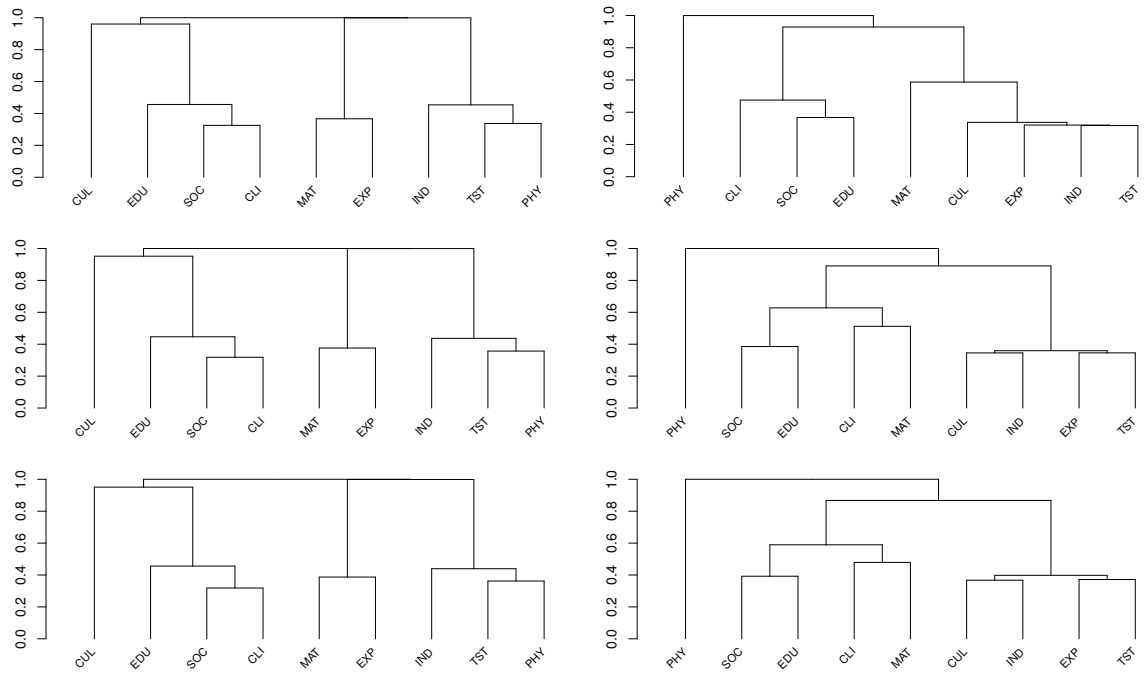 0.0 0.2 0.4 0.6 0.8 1.0
CUL EDU SOC CLI MAT EXP IND TST PHY
0.0 0.2 0.4 0.6 0.8 1.0
PHY CLI SOC EDU MAT CUL EXP IND TST
0.0 0.2 0.4 0.6 0.8 1.0
CUL EDU SOC CLI MAT EXP IND TST PHY
0.0 0.2 0.4 0.6 0.8 1.0
PHY SOC EDU CLI MAT CUL IND EXP TST
0.0 0.2 0.4 0.6 0.8 1.0
CUL EDU SOC CLI MAT EXP IND TST PHY
0.0 0.2 0.4 0.6 0.8 1.0
PHY SOC EDU CLI MAT CUL IND EXP TST